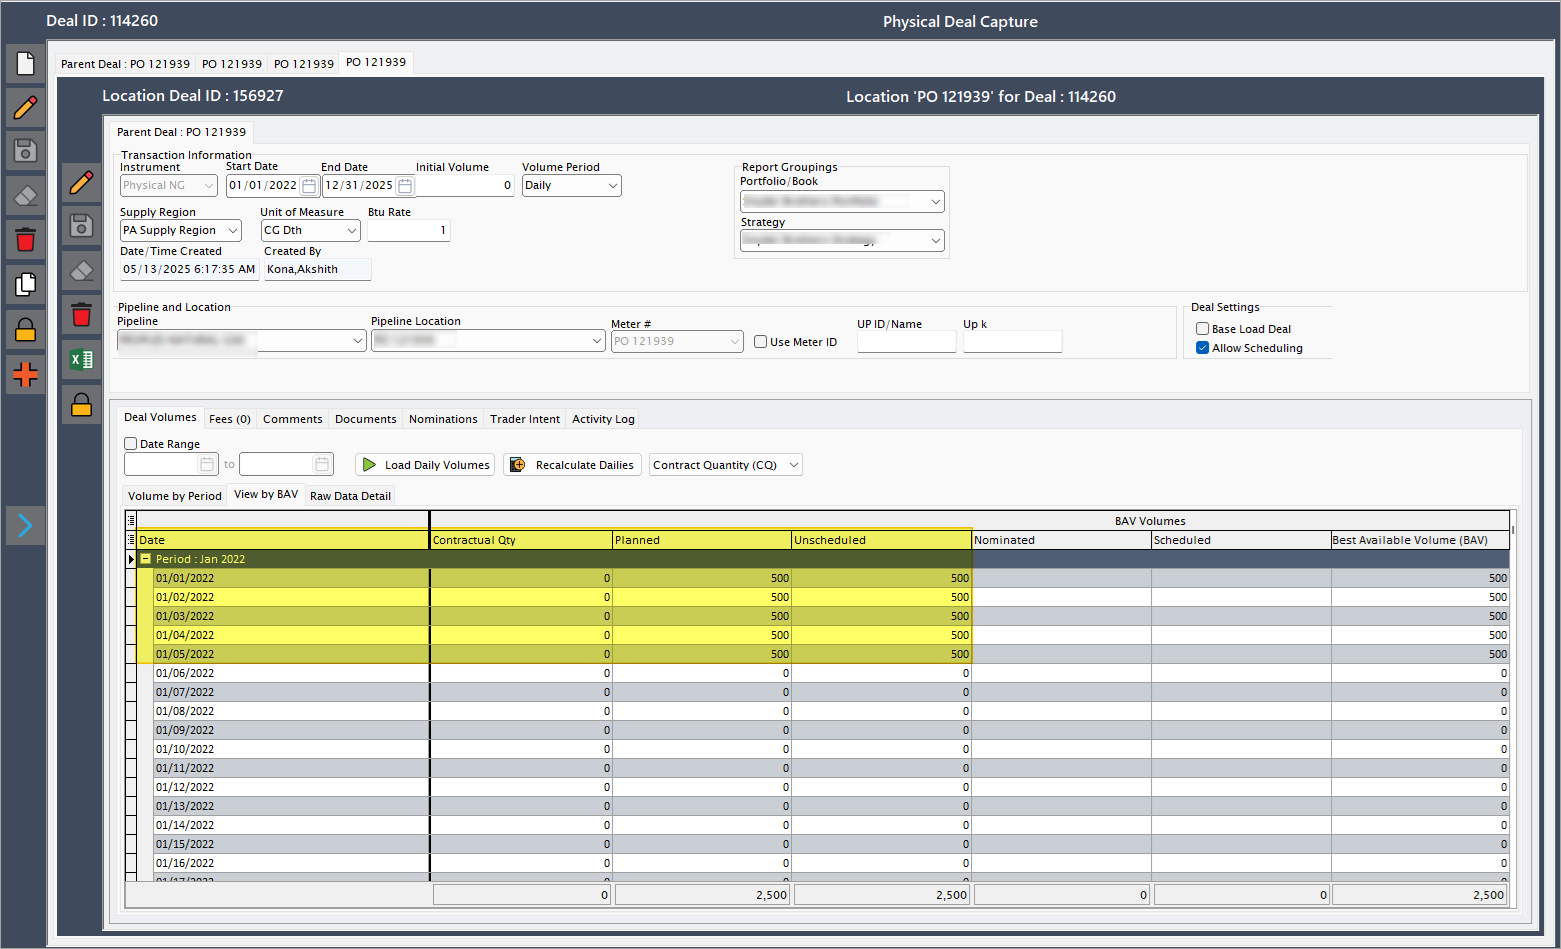 Deal ID : 114260
Physical Deal Capture
Parent Deal : PO 121939
PO 121939
PO 121939
PO 121939
Location Deal ID : 156927
Location 'PO 121939' for Deal : 114260
Parent Deal : PO 121939
Transaction Information
Instrument
Start Date
End Date
Initial Volume
Volume Period
Physical NG
01/01/2022
12/31/2025
0
Daily
Report Groupings
Portfolio/Book
Strategy
Supply Region
Unit of Measure
Btu Rate
PA Supply Region
CG Dth
1
Date/Time Created
Created By
05/13/2025 6:17:35 AM
Kona,Akshith
Pipeline and Location
Pipeline
Pipeline Location
Meter #
PO 121939
Use Meter ID
UP ID/Name
Up k
Deal Settings
Base Load Deal
Allow Scheduling
Deal Volumes
Fees (0)
Comments
Documents
Nominations
Trader Intent
Activity Log
Date Range
to
Load Daily Volumes
Recalculate Dailies
Contract Quantity (CQ)
Volume by Period
View by BAV
Raw Data Detail
BAV Volumes
Date Contractual Qty Planned Unscheduled Nominated Scheduled Best Available Volume (BAV)
Period : Jan 2022
01/01/2022 0 500 500 500
01/02/2022 0 500 500 500
01/03/2022 0 500 500 500
01/04/2022 0 500 500 500
01/05/2022 0 500 500 500
01/06/2022 0 0 0 0
01/07/2022 0 0 0 0
01/08/2022 0 0 0 0
01/09/2022 0 0 0 0
01/10/2022 0 0 0 0
01/11/2022 0 0 0 0
01/12/2022 0 0 0 0
01/13/2022 0 0 0 0
01/14/2022 0 0 0 0
01/15/2022 0 0 0 0
01/16/2022 0 0 0 0
01/17/2022 0 0 0 0
0 2,500 2,500 0 0 2,500